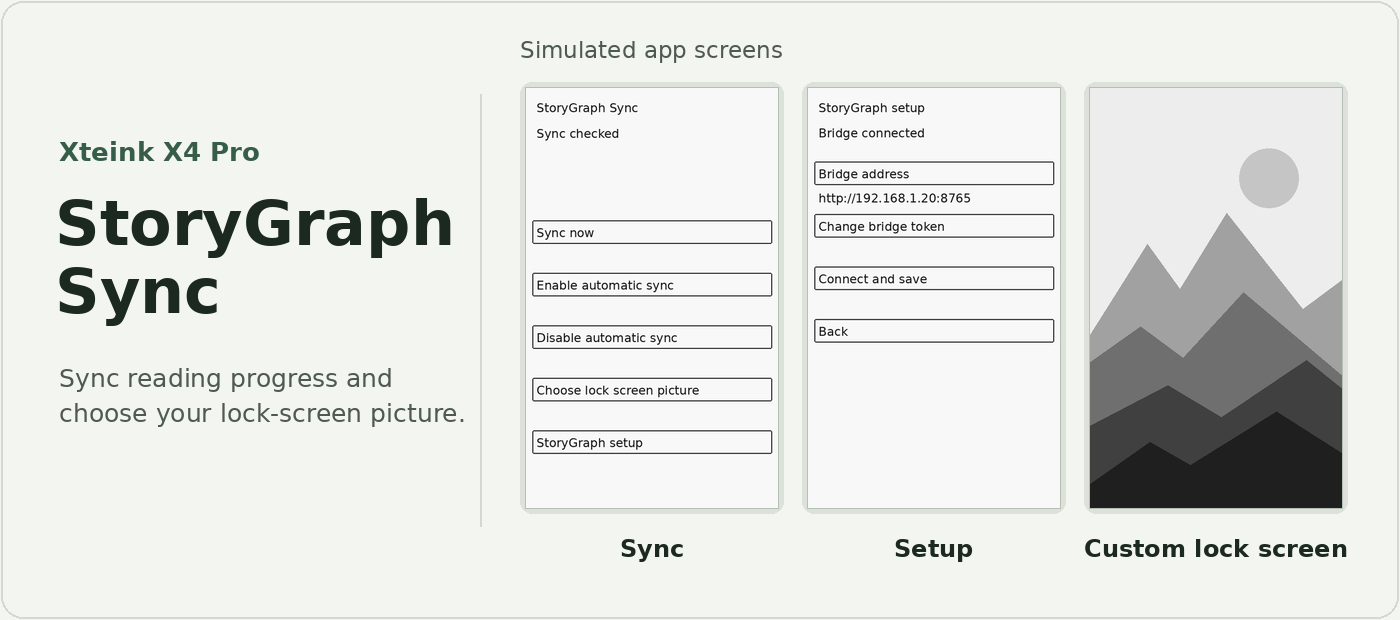 Simulated app screens
Xteink X4 Pro
StoryGraph
Sync
Sync reading progress and
choose your lock-screen picture.
StoryGraph Sync
Sync checked
Sync now
Enable automatic sync
Disable automatic sync
Choose lock screen picture
StoryGraph setup
Sync
StoryGraph setup
Bridge connected
Bridge address
http://192.168.1.20:8765
Change bridge token
Connect and save
Back
Setup
Custom lock screen